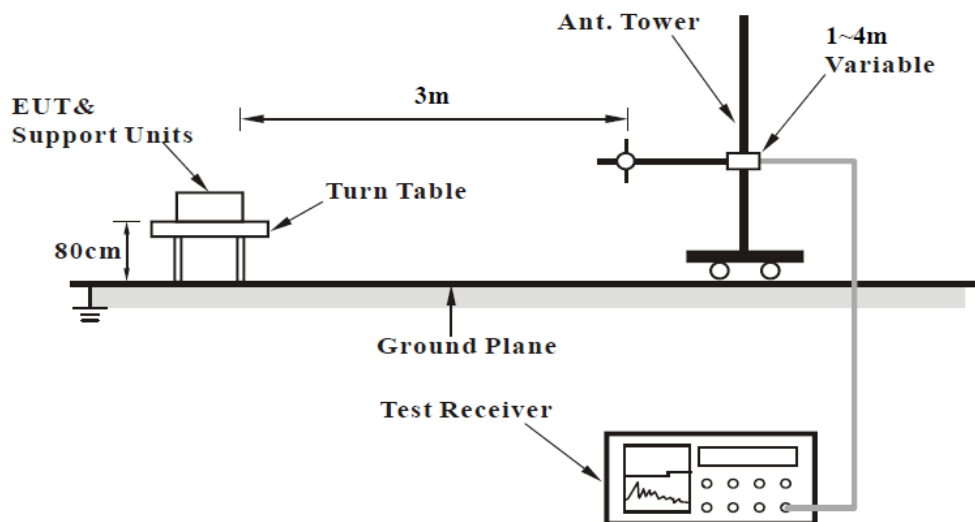 Ant. Tower
1~4m
Variable
3m
EUT&
Support Units
Turn Table
80cm
Ground Plane
Test Receiver